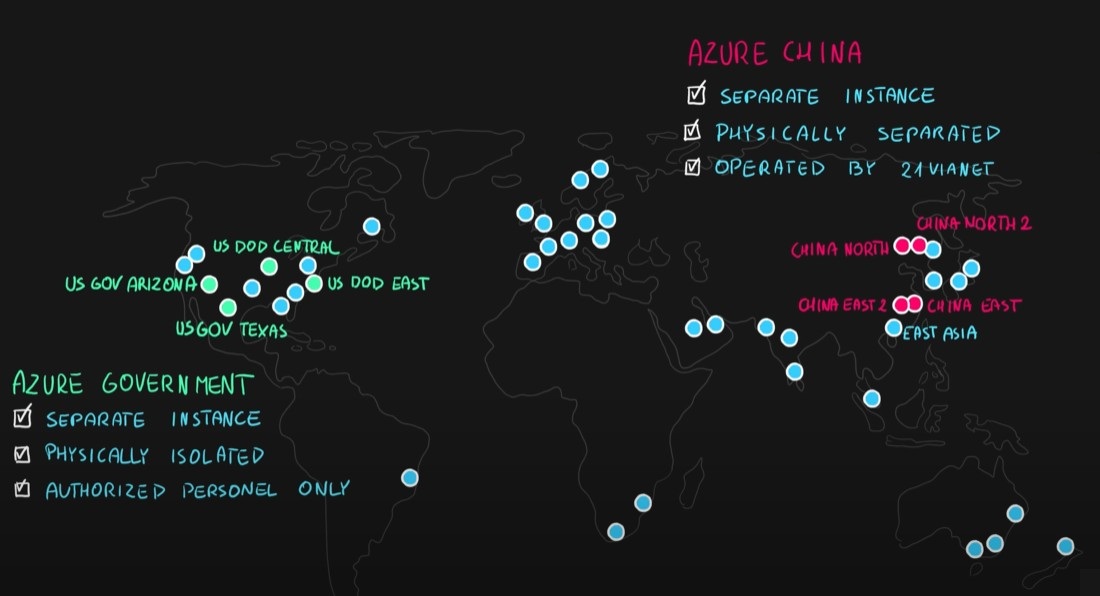 AZURE CHINA
SEPARATE INSTANCE
PHYSICALLY SEPARATED
OPERATED BY 21VIANET
CHINA NORTH 2
CHINA NORTH
US DOD CENTRAL
US GOV ARIZONA
US DOD EAST
CHINA EAST 2
CHINA EAST
US GOV TEXAS
EAST ASIA
AZURE GOVERNMENT
SEPARATE INSTANCE
PHYSICALLY ISOLATED
AUTHORIZED PERSONEL ONLY